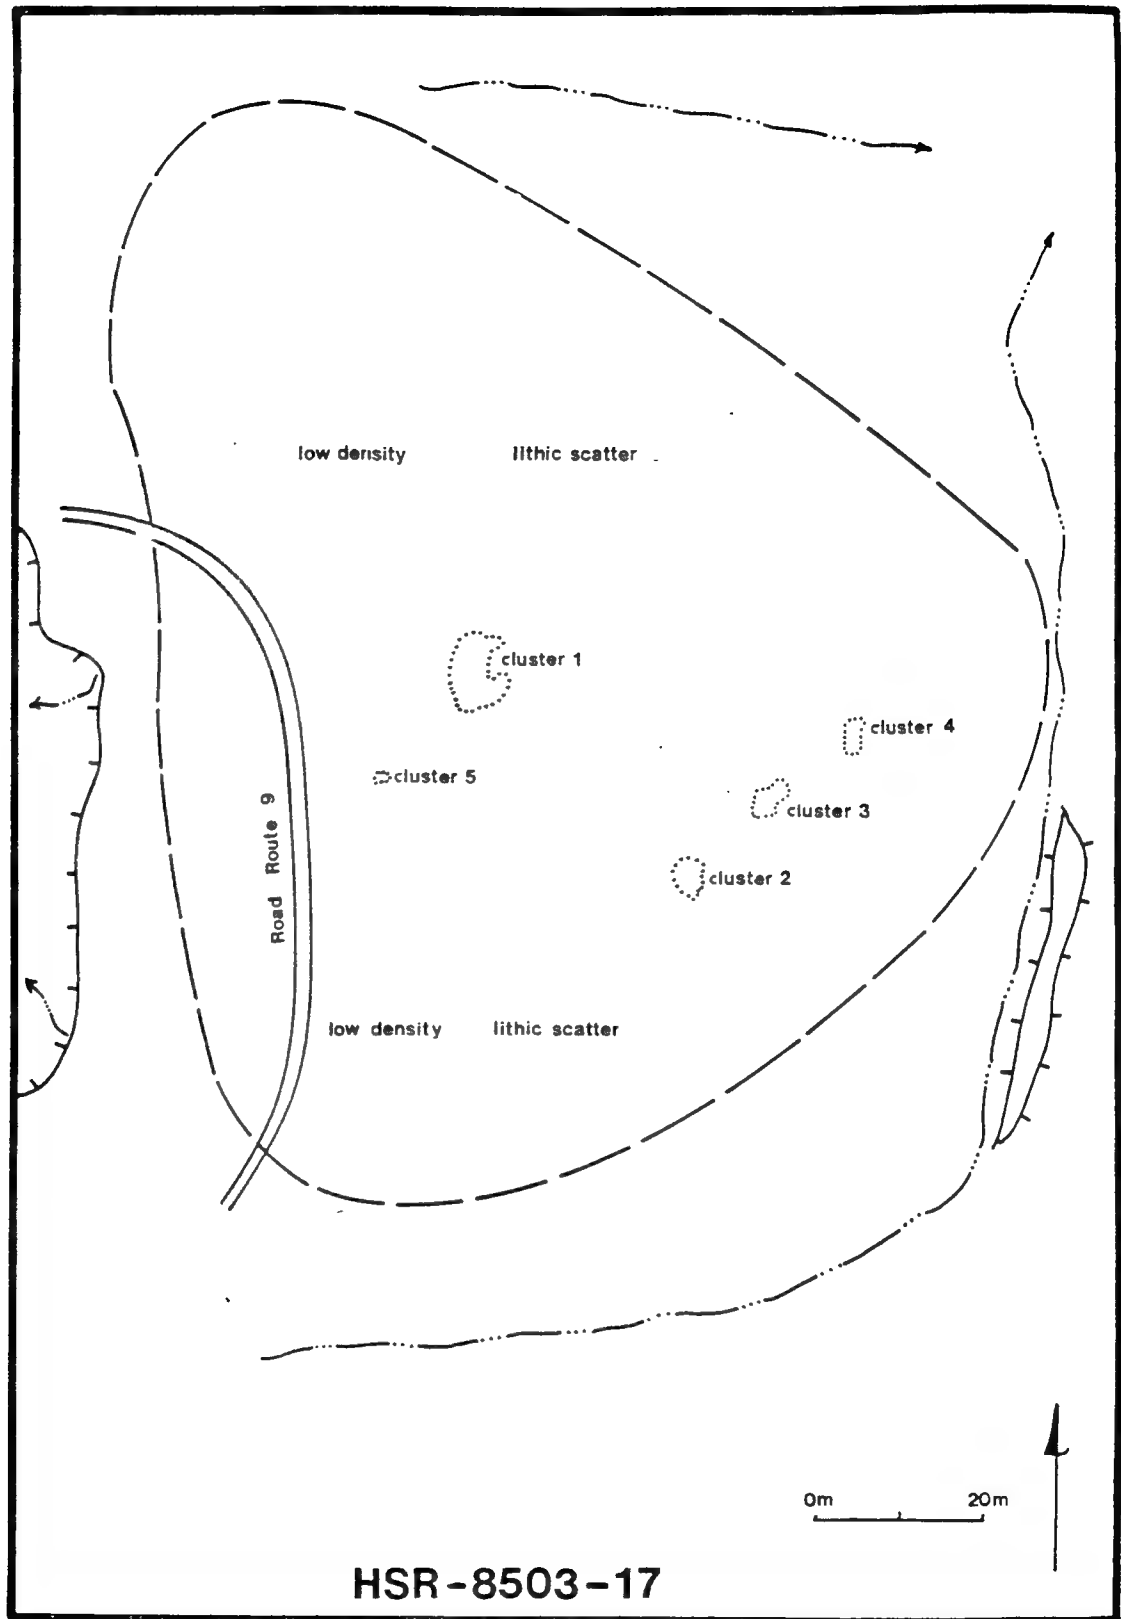 low density lithic scatter
cluster 1
cluster 4
cluster 5
cluster 3
Road Route 9
cluster 2
low density lithic scatter
0m 20m
HSR-8503-17